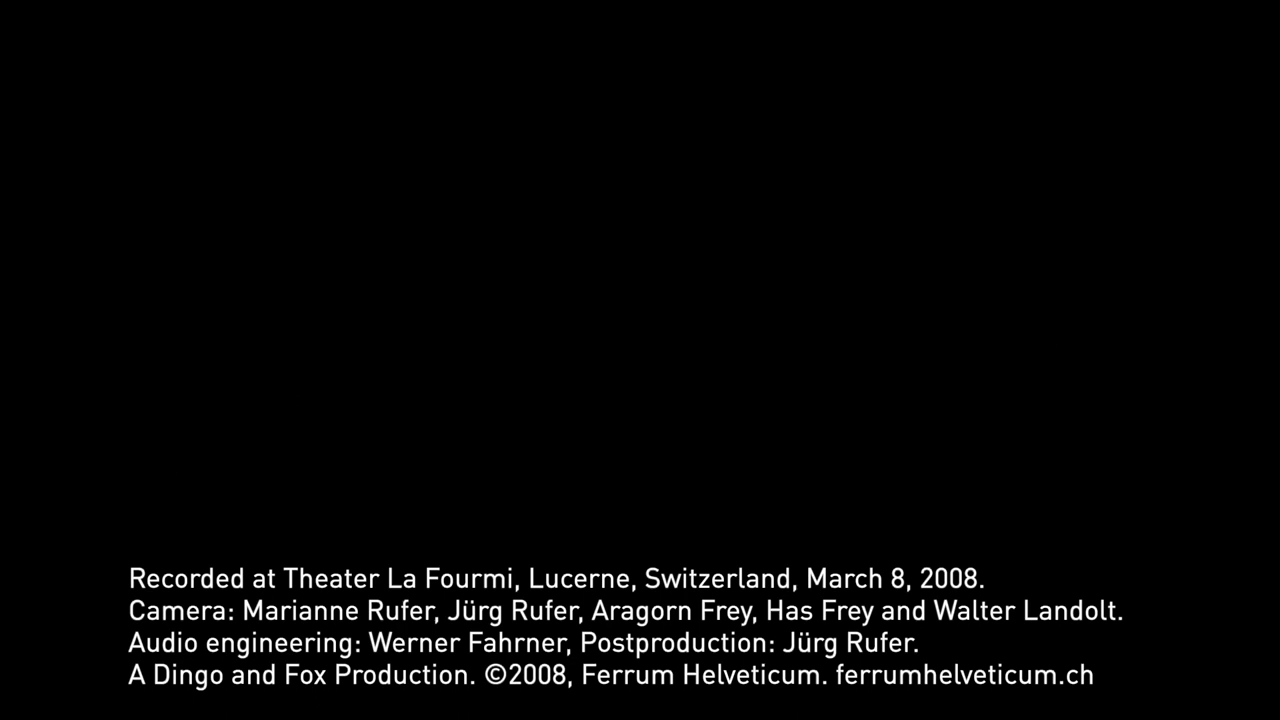 Recorded at Theater La Fourmi, Lucerne, Switzerland, March 8, 2008.
Camera: Marianne Rufer, Jürg Rufer, Aragorn Frey, Has Frey and Walter Landolt.
Audio engineering: Werner Fahrner, Postproduction: Jürg Rufer.
A Dingo and Fox Production. ©2008, Ferrum Helveticum. ferrumhelveticum.ch